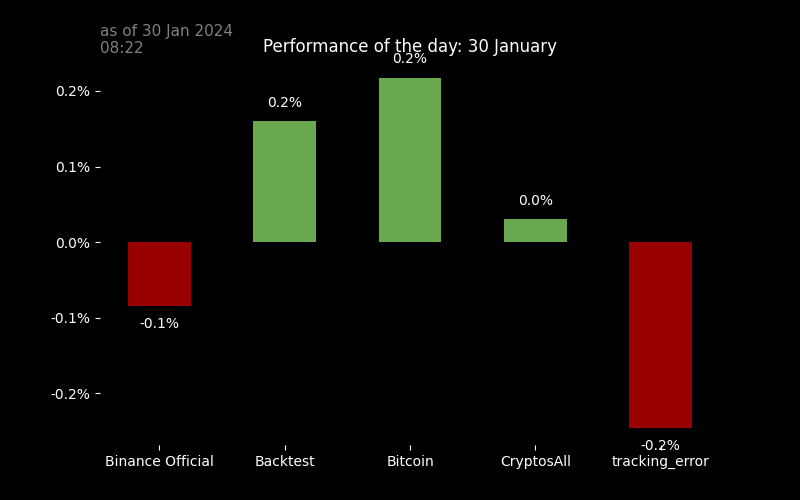 as of 30 Jan 2024
08:22
Performance of the day: 30 January
0.2%
0.2%
0.2%
0.1%
0.0%
0.0%
-0.1%
-0.1%
-0.2%
-0.2%
Binance Official
Backtest
Bitcoin
CryptosAll
tracking_error